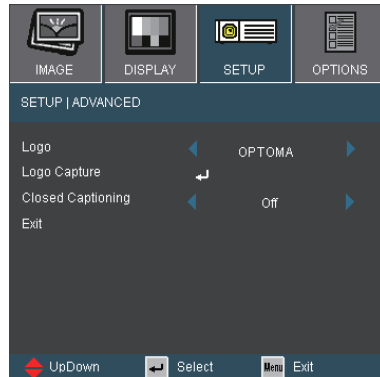 IMAGE DISPLAY SETUP OPTIONS
SETUP | ADVANCED
Logo OPTOMA
Logo Capture
Closed Captioning Off
Exit
UpDown Select Menu Exit